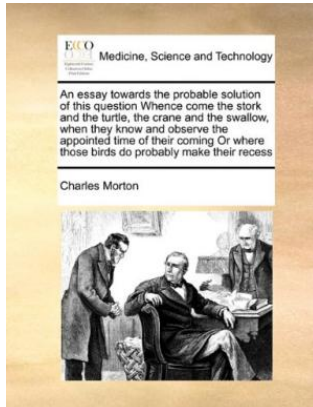 ECCO
Medicine, Science and Technology
An essay towards the probable solution
of this question Whence come the stork
and the turtle, the crane and the swallow,
when they know and observe the
appointed time of their coming Or where
those birds do probably make their recess
Charles Morton